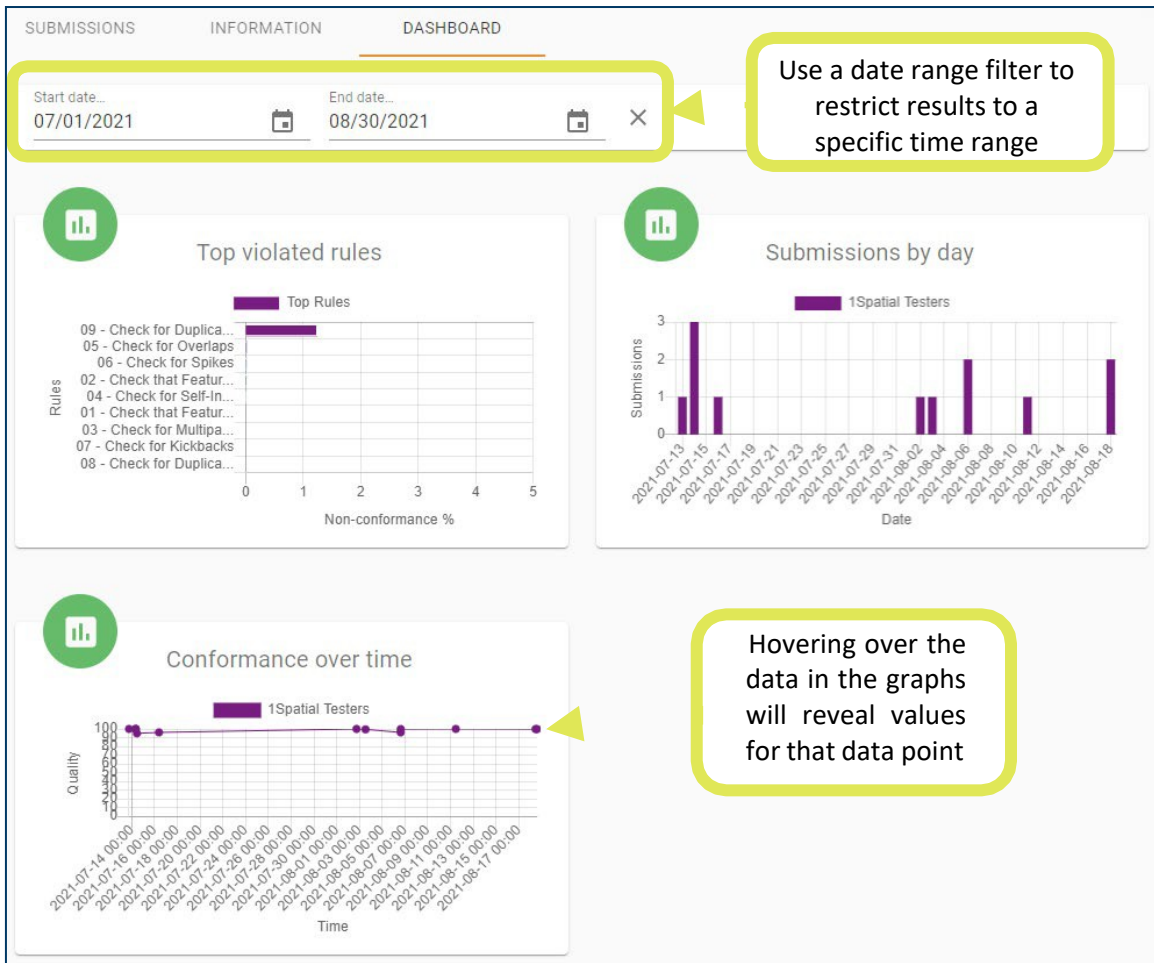 SUBMISSIONS INFORMATION DASHBOARD
Start date...
07/01/2021
End date...
08/30/2021
Use a date range filter to
restrict results to a
specific time range
Top violated rules
Top Rules
Rules
09 - Check for Duplica...
05 - Check for Overlaps
06 - Check for Spikes
02 - Check that Featur...
04 - Check for Self-In...
01 - Check that Featur...
03 - Check for Multipa...
07 - Check for Kickbacks
08 - Check for Duplica...
0 1 2 3 4 5
Non-conformance %
Submissions by day
1Spatial Testers
Submissions
3
2
1
0
2021-07-13
2021-07-15
2021-07-17
2021-07-19
2021-07-21
2021-07-23
2021-07-25
2021-07-27
2021-07-29
2021-07-31
2021-08-02
2021-08-04
2021-08-06
2021-08-08
2021-08-10
2021-08-12
2021-08-14
2021-08-16
2021-08-18
Date
Conformance over time
1Spatial Testers
Quality
100
90
80
70
60
50
40
30
20
10
0
2021-07-14 00:00
2021-07-16 00:00
2021-07-18 00:00
2021-07-20 00:00
2021-07-22 00:00
2021-07-24 00:00
2021-07-26 00:00
2021-07-28 00:00
2021-07-30 00:00
2021-08-01 00:00
2021-08-03 00:00
2021-08-05 00:00
2021-08-07 00:00
2021-08-09 00:00
2021-08-11 00:00
2021-08-13 00:00
2021-08-15 00:00
2021-08-17 00:00
Time
Hovering over the
data in the graphs
will reveal values
for that data point